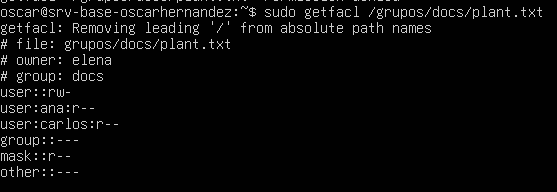 oscar@srv-base-oscarhernandez:~$ sudo getfacl /grupos/docs/plant.txt
getfacl: Removing leading '/' from absolute path names
# file: grupos/docs/plant.txt
# owner: elena
# group: docs
user::rw-
user:ana:r--
user:carlos:r--
group::---
mask::r--
other::---